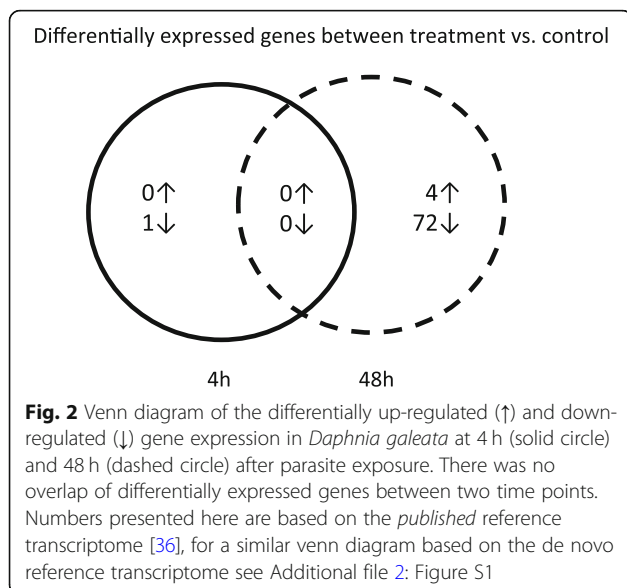 Differentially expressed genes between treatment vs. control
0↑ 0↑ 4↑
1↓ 0↓ 72↓
4h 48h
Fig. 2 Venn diagram of the differentially up-regulated (↑) and down-
regulated (↓) gene expression in Daphnia galeata at 4 h (solid circle)
and 48 h (dashed circle) after parasite exposure. There was no
overlap of differentially expressed genes between two time points.
Numbers presented here are based on the published reference
transcriptome [36], for a similar venn diagram based on the de novo
reference transcriptome see Additional file 2: Figure S1